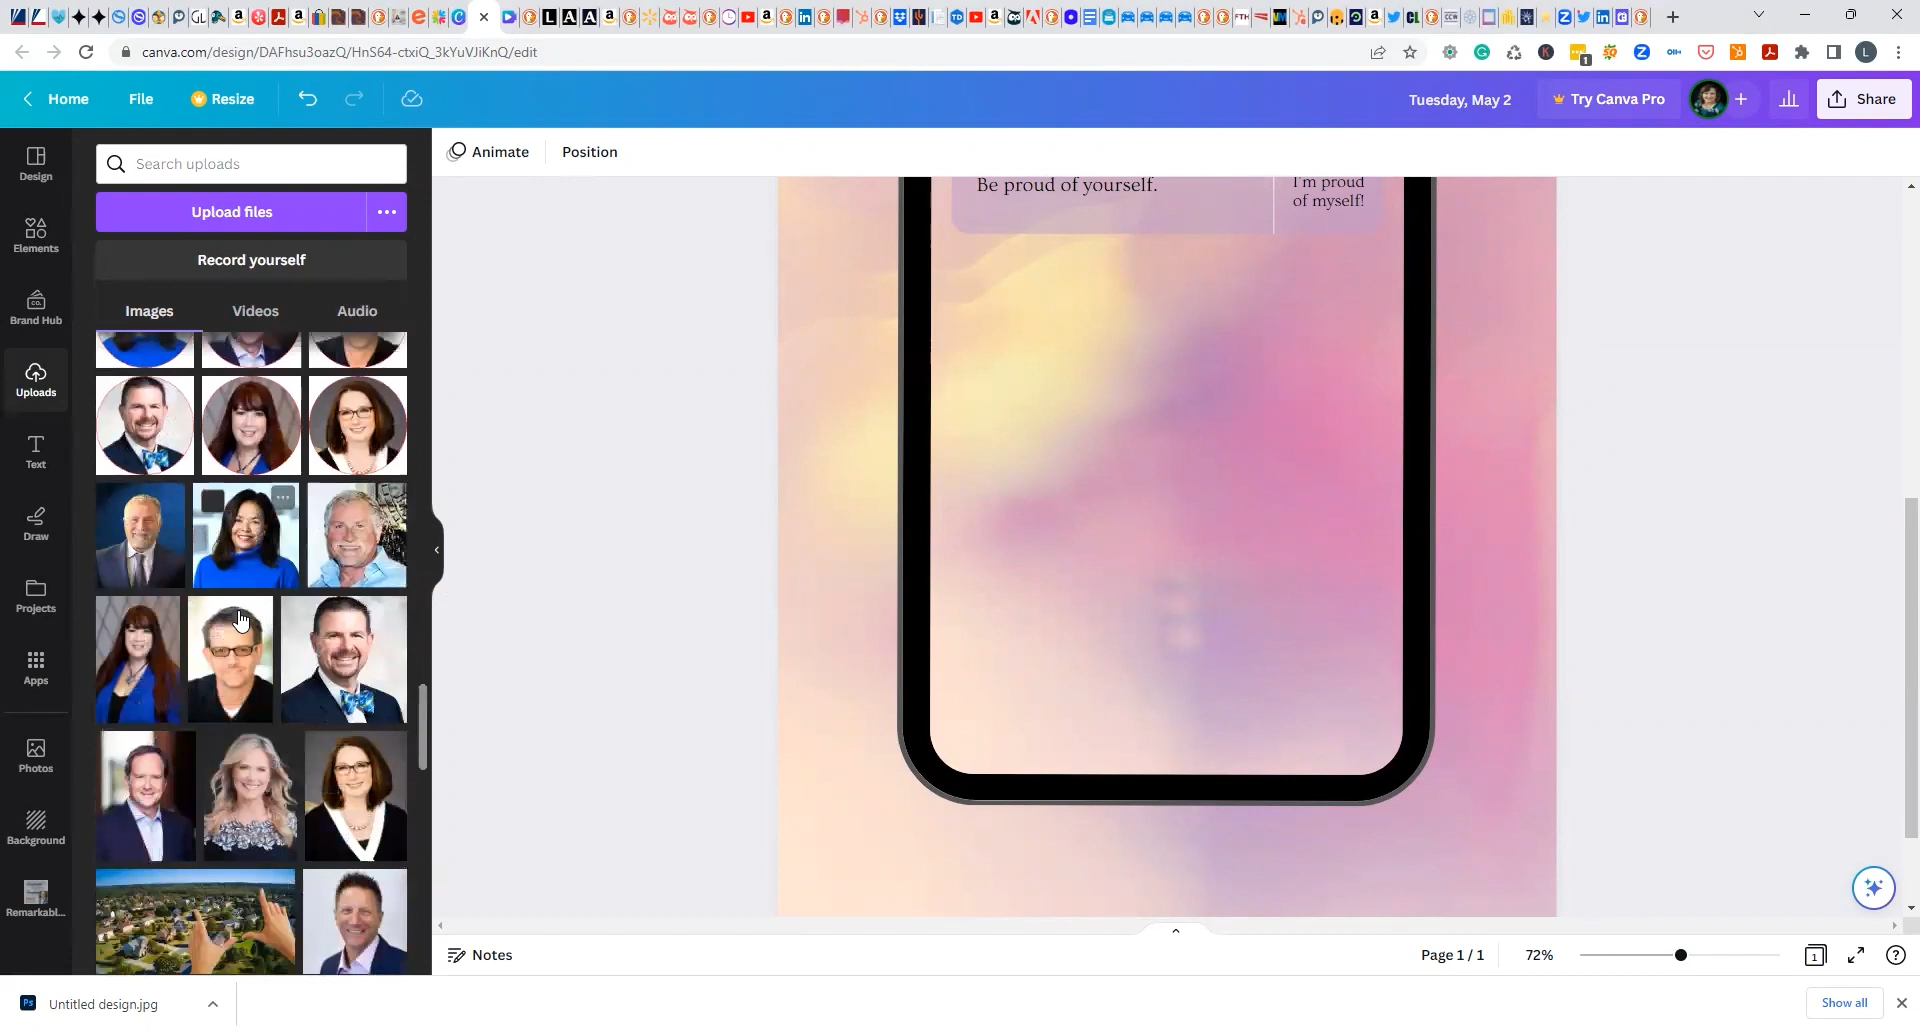 canva.com/design/DAFhsu3oazQ/HnS64-ctxiQ_3kYuVJiKnQ/edit
Home
File
Resize
Tuesday, May 2
Try Canva Pro
Share
Design
Elements
Brand Hub
Uploads
Text
Draw
Projects
Apps
Photos
Background
Remarkabl...
Search uploads
Upload files
Record yourself
Images
Videos
Audio
Animate
Position
Be proud of yourself.
I'm proud
of myself!
Notes
Page 1 / 1
72%
1
Untitled design.jpg
Show all